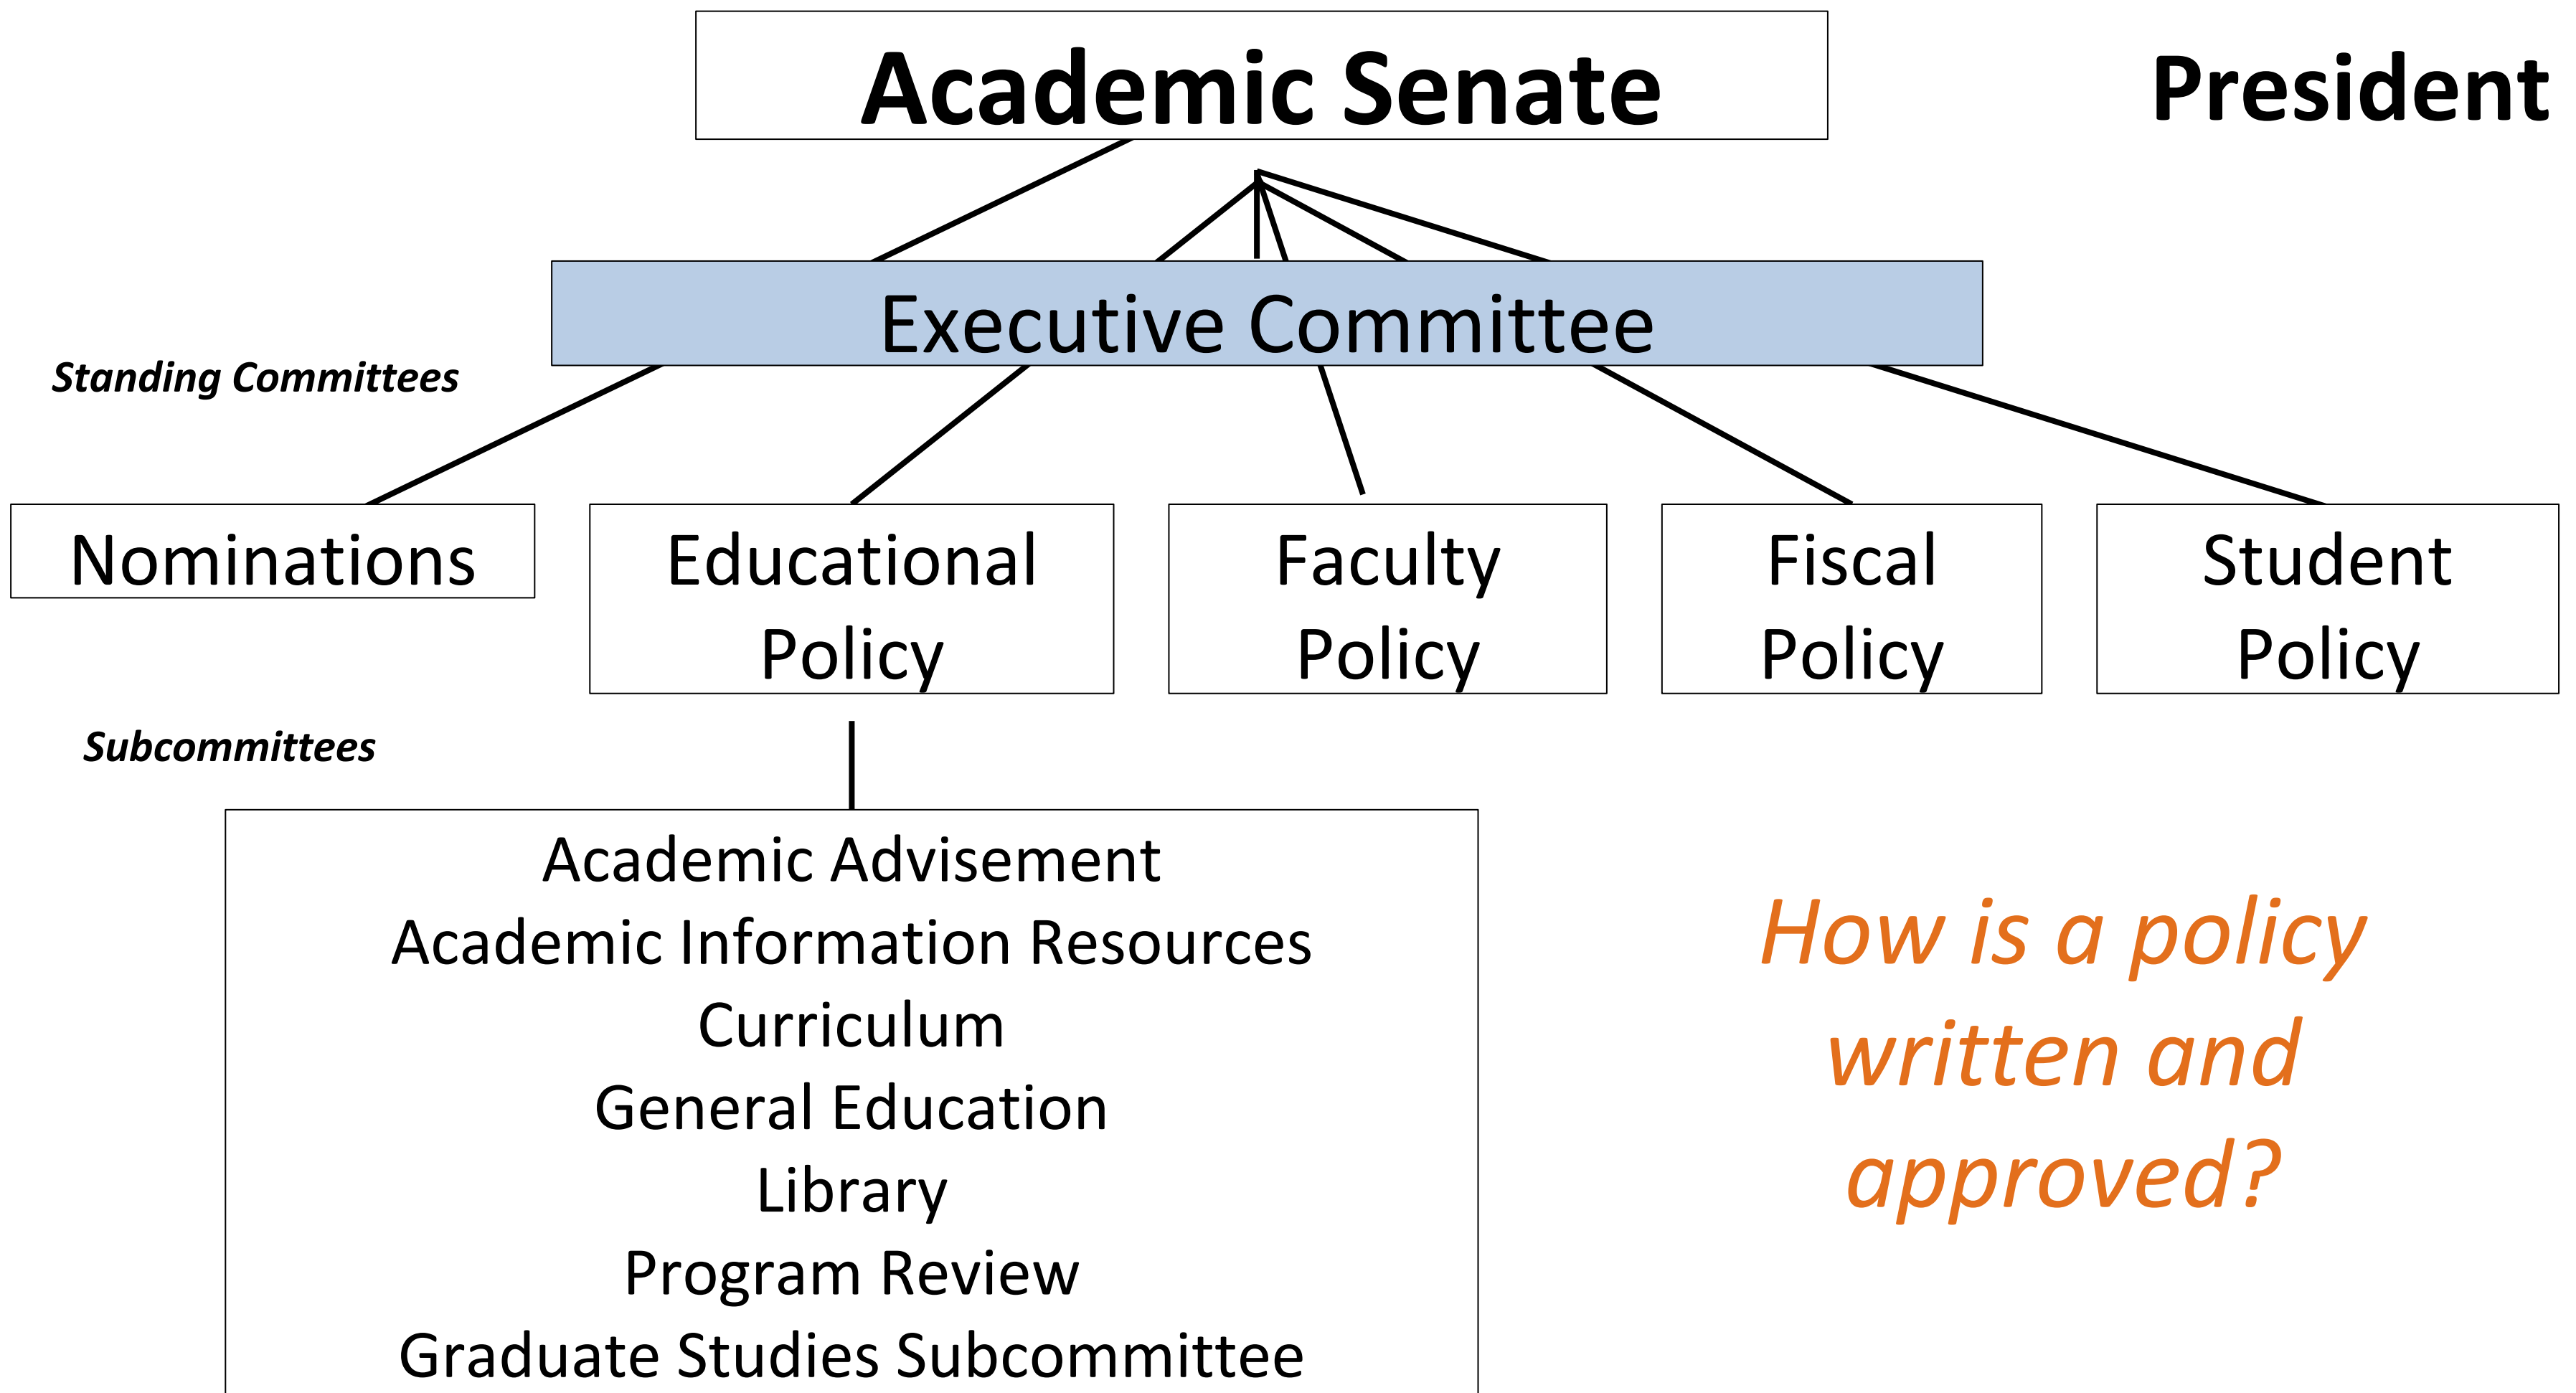 Academic Senate
President
Executive Committee
Standing Committees
Nominations
Educational
Policy
Faculty
Policy
Fiscal
Policy
Student
Policy
Subcommittees
Academic Advisement
Academic Information Resources
Curriculum
General Education
Library
Program Review
Graduate Studies Subcommittee
How is a policy
written and
approved?